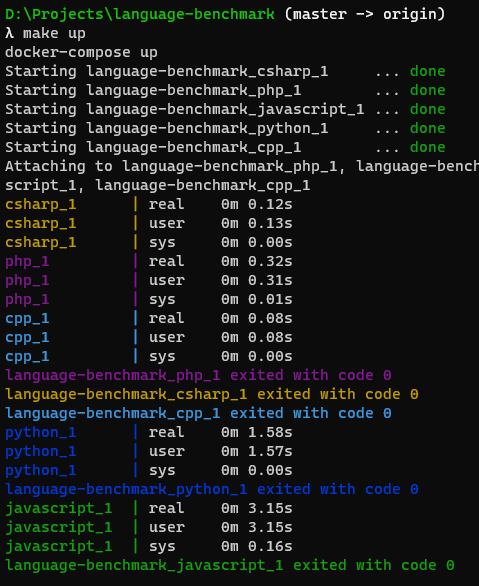 D:\Projects\language-benchmark (master -> origin)
λ make up
docker-compose up
Starting language-benchmark_csharp_1     ... done
Starting language-benchmark_php_1        ... done
Starting language-benchmark_javascript_1 ... done
Starting language-benchmark_python_1     ... done
Starting language-benchmark_cpp_1        ... done
Attaching to language-benchmark_php_1, language-bench
script_1, language-benchmark_cpp_1
csharp_1      | real    0m 0.12s
csharp_1      | user    0m 0.13s
csharp_1      | sys     0m 0.00s
php_1         | real    0m 0.32s
php_1         | user    0m 0.31s
php_1         | sys     0m 0.01s
cpp_1         | real    0m 0.08s
cpp_1         | user    0m 0.08s
cpp_1         | sys     0m 0.00s
language-benchmark_php_1 exited with code 0
language-benchmark_csharp_1 exited with code 0
language-benchmark_cpp_1 exited with code 0
python_1      | real    0m 1.58s
python_1      | user    0m 1.57s
python_1      | sys     0m 0.00s
language-benchmark_python_1 exited with code 0
javascript_1  | real    0m 3.15s
javascript_1  | user    0m 3.15s
javascript_1  | sys     0m 0.16s
language-benchmark_javascript_1 exited with code 0